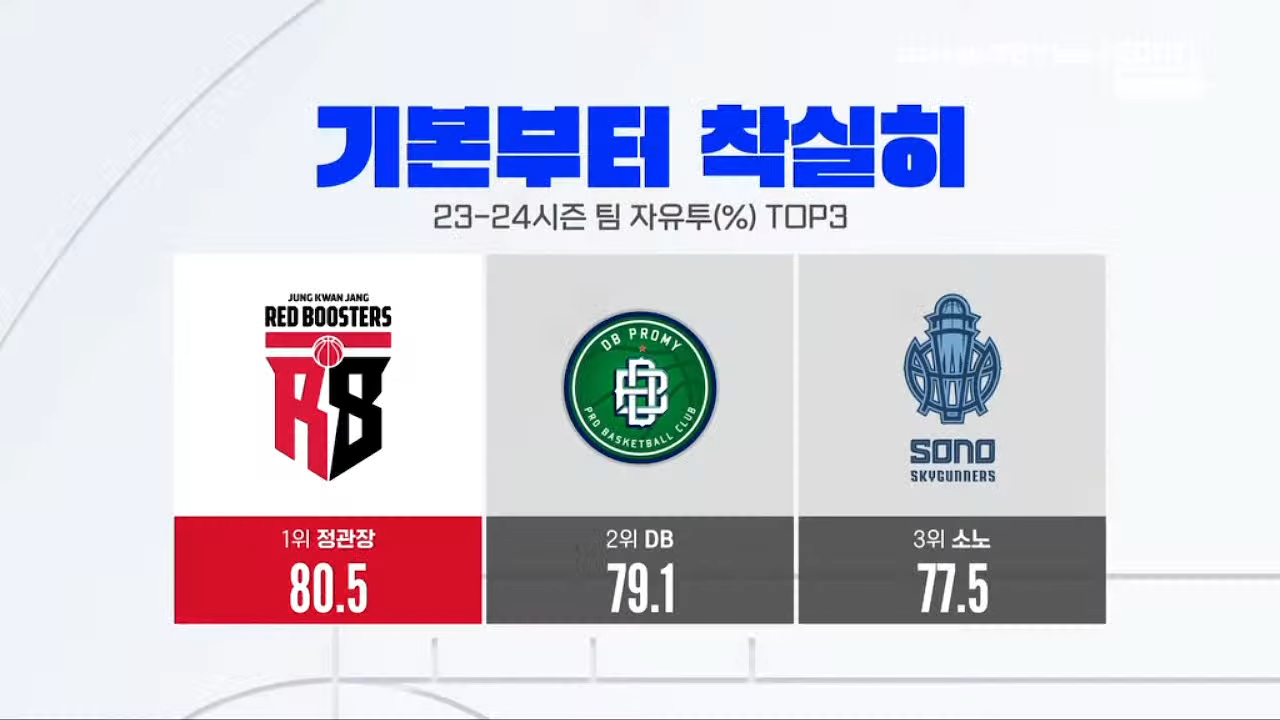 기본부터 착실히
23-24시즌 팀 자유투(%) TOP3
JUNG KWAN JANG
RED BOOSTERS
RB
1위 정관장
80.5
DB PROMY
DB
PRO BASKETBALL CLUB
2위 DB
79.1
SONO
SKYGUNNERS
3위 소노
77.5